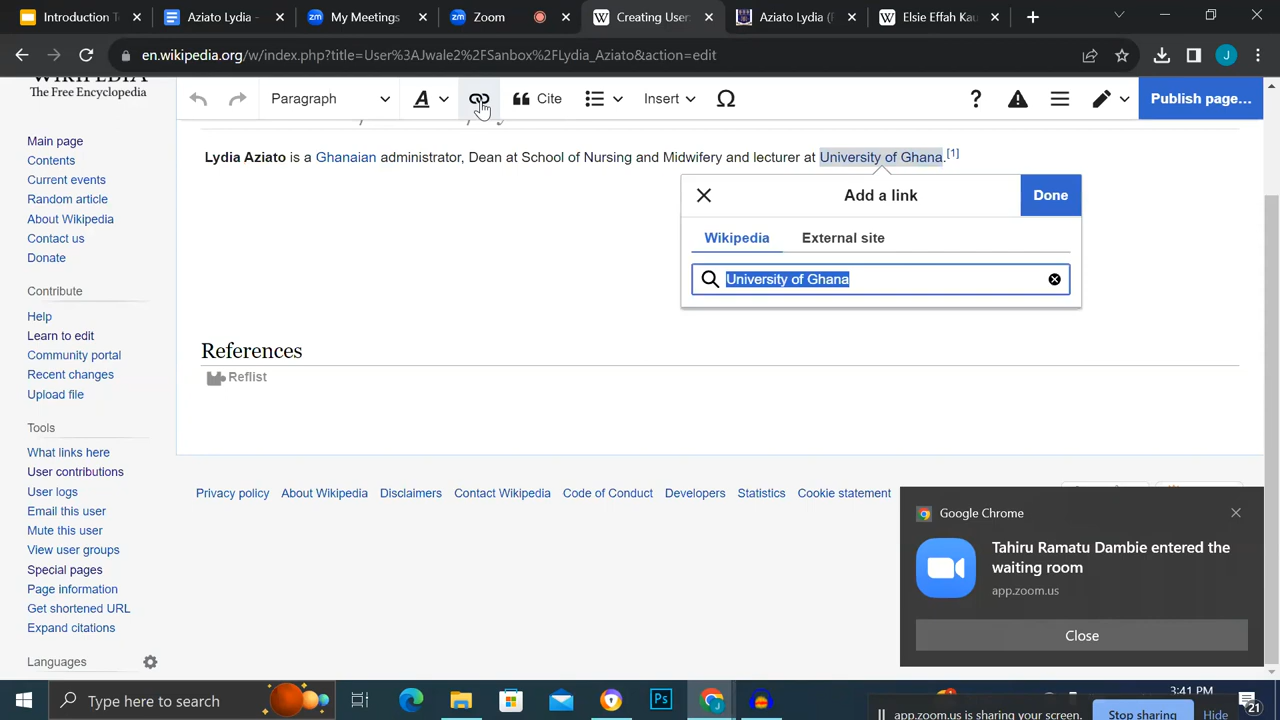 Introduction T
Aziato Lydia -
My Meetings
Zoom
Creating User
Aziato Lydia (
Elsie Effah Kau
en.wikipedia.org/w/index.php?title=User%3AJwale2%2FSanbox%2FLydia_Aziato&action=edit
J
WIKIPEDIA
The Free Encyclopedia
Paragraph
A
Cite
Insert
Ω
?
Publish page...
Main page
Contents
Current events
Random article
About Wikipedia
Contact us
Donate
Contribute
Help
Learn to edit
Community portal
Recent changes
Upload file
Tools
What links here
User contributions
User logs
Email this user
Mute this user
View user groups
Special pages
Page information
Get shortened URL
Expand citations
Languages
Lydia Aziato is a Ghanaian administrator, Dean at School of Nursing and Midwifery and lecturer at University of Ghana.[1]
Add a link
Done
Wikipedia
External site
University of Ghana
References
Reflist
Privacy policy
About Wikipedia
Disclaimers
Contact Wikipedia
Code of Conduct
Developers
Statistics
Cookie statement
Google Chrome
Tahiru Ramatu Dambie entered the
waiting room
app.zoom.us
Close
Type here to search
Ps
3:41 PM
21
app.zoom.us is sharing your screen.
Stop sharing
Hide